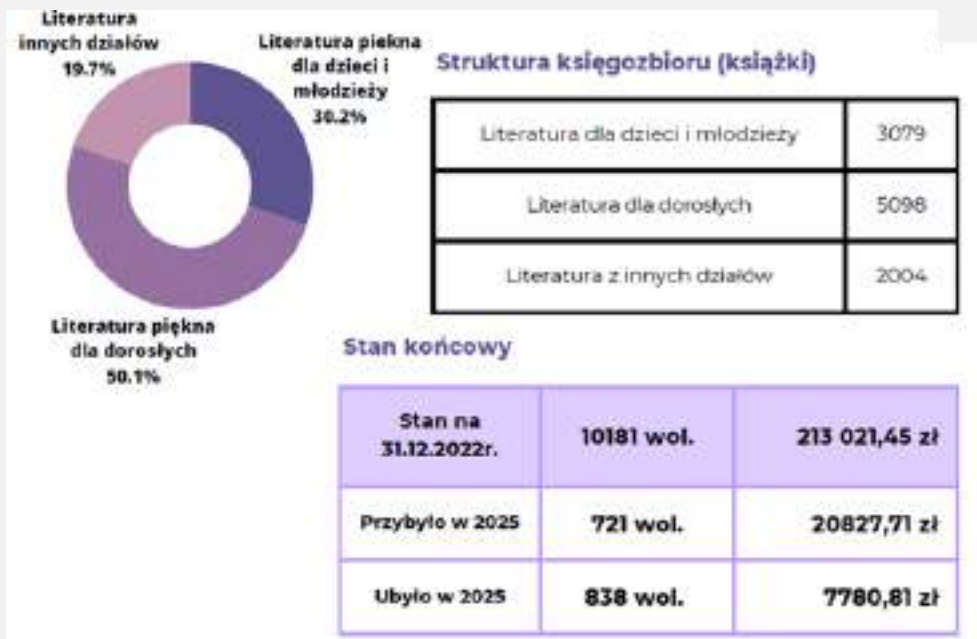 Literatura
innych działów
19.7%
Literatura piekna
dla dzieci i
młodzieży
30.2%
Literatura piękna
dla dorosłych
50.1%
Struktura księgozbioru (książki)
Literatura dla dzieci i młodzieży 3079
Literatura dla dorosłych 5098
Literatura z innych działów 2004
Stan końcowy
Stan na
31.12.2022r. 10181 wol. 213 021,45 zł
Przybyło w 2025 721 wol. 20827,71 zł
Ubyło w 2025 838 wol. 7780,81 zł